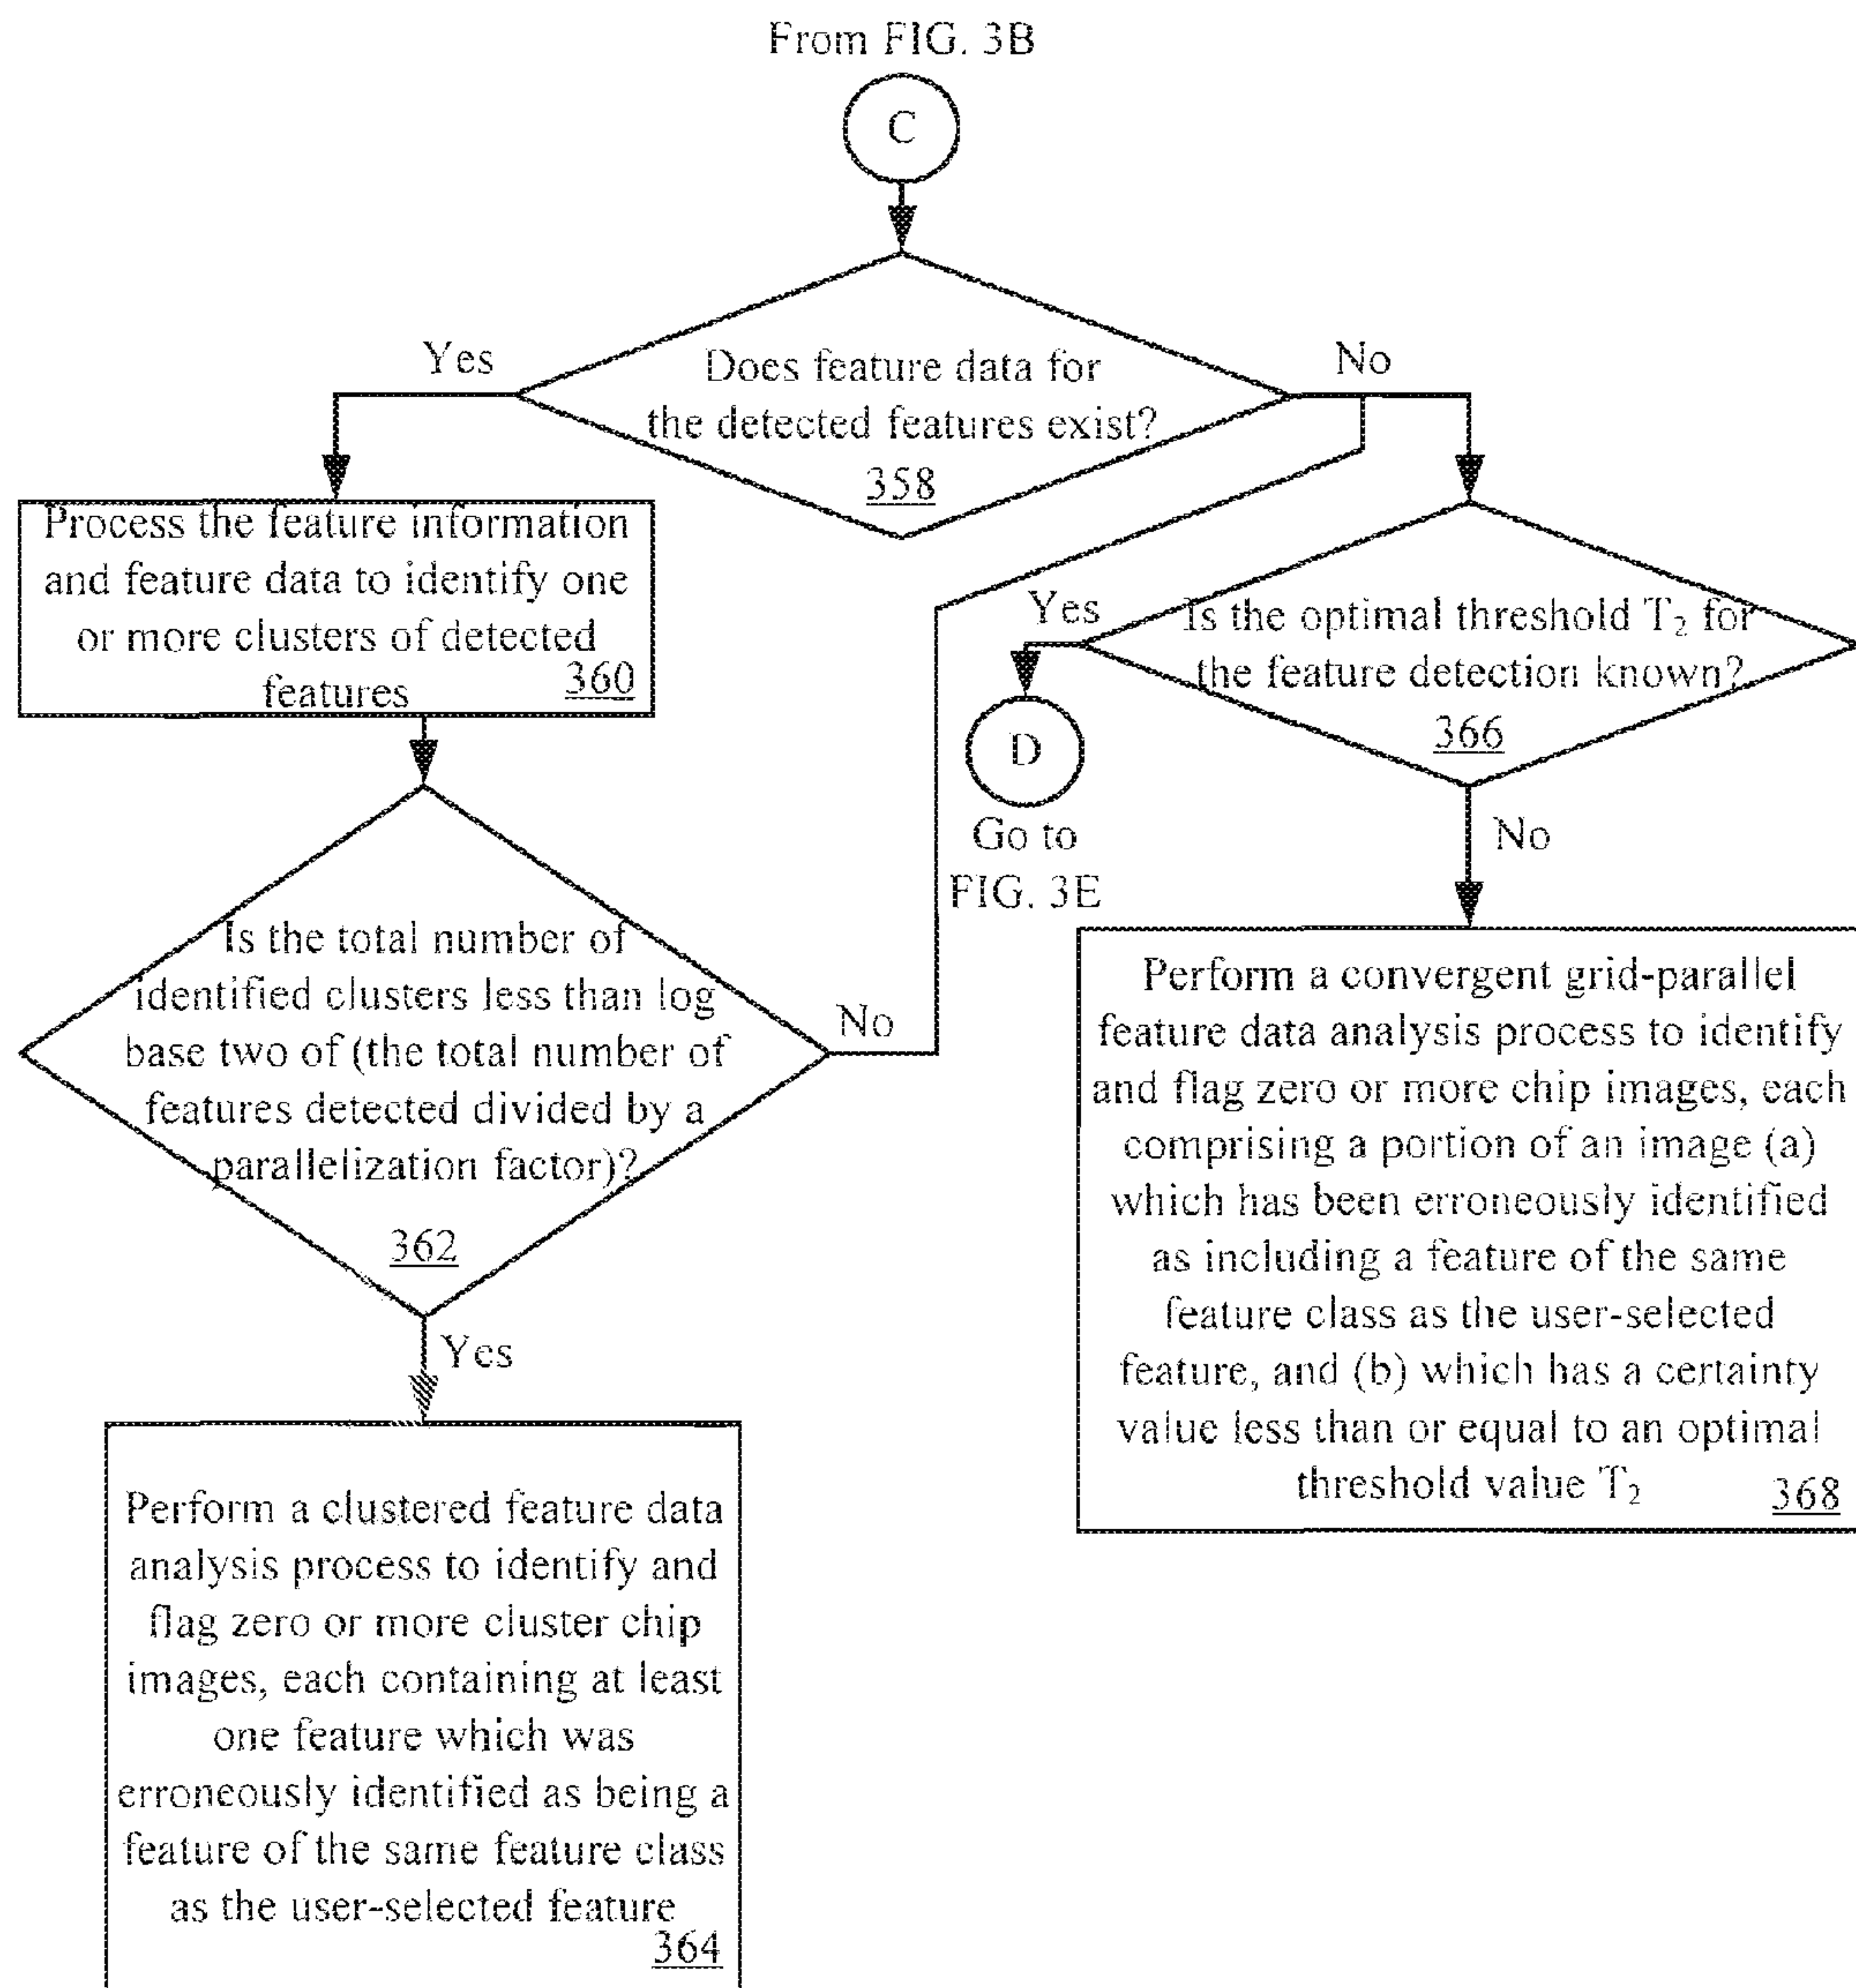 From FIG. 3B
C
Yes
Does feature data for
the detected features exist?
358
No
Process the feature information
and feature data to identify one
or more clusters of detected
features
360
Yes
Is the optimal threshold T₂ for
the feature detection known?
366
D
Go to
FIG. 3E
No
Is the total number of
identified clusters less than log
base two of (the total number of
features detected divided by a
parallelization factor)?
362
No
Yes
Perform a convergent grid-parallel
feature data analysis process to identify
and flag zero or more chip images, each
comprising a portion of an image (a)
which has been erroneously identified
as including a feature of the same
feature class as the user-selected
feature, and (b) which has a certainty
value less than or equal to an optimal
threshold value T₂
368
Perform a clustered feature data
analysis process to identify and
flag zero or more cluster chip
images, each containing at least
one feature which was
erroneously identified as being a
feature of the same feature class
as the user-selected feature
364